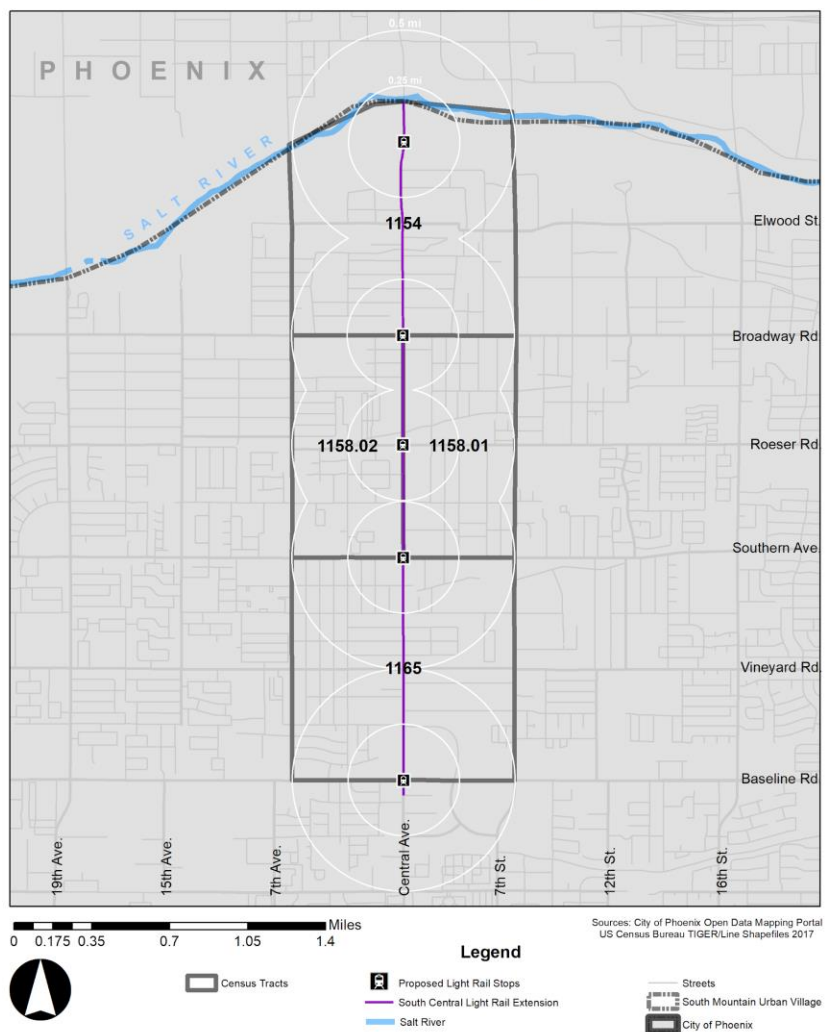 0.5 mi
PHOENIX
0.25 mi
SALT RIVER
Elwood St.
1154
Broadway Rd.
Roeser Rd.
1158.02
1158.01
Southern Ave.
Vineyard Rd.
1165
Baseline Rd.
19th Ave.
15th Ave.
7th Ave.
Central Ave.
7th St.
12th St.
16th St.
Miles
0 0.175 0.35 0.7 1.05 1.4
Sources: City of Phoenix Open Data Mapping Portal
US Census Bureau TIGER/Line Shapefiles 2017
Legend
Census Tracts
Proposed Light Rail Stops
South Central Light Rail Extension
Salt River
Streets
South Mountain Urban Village
City of Phoenix